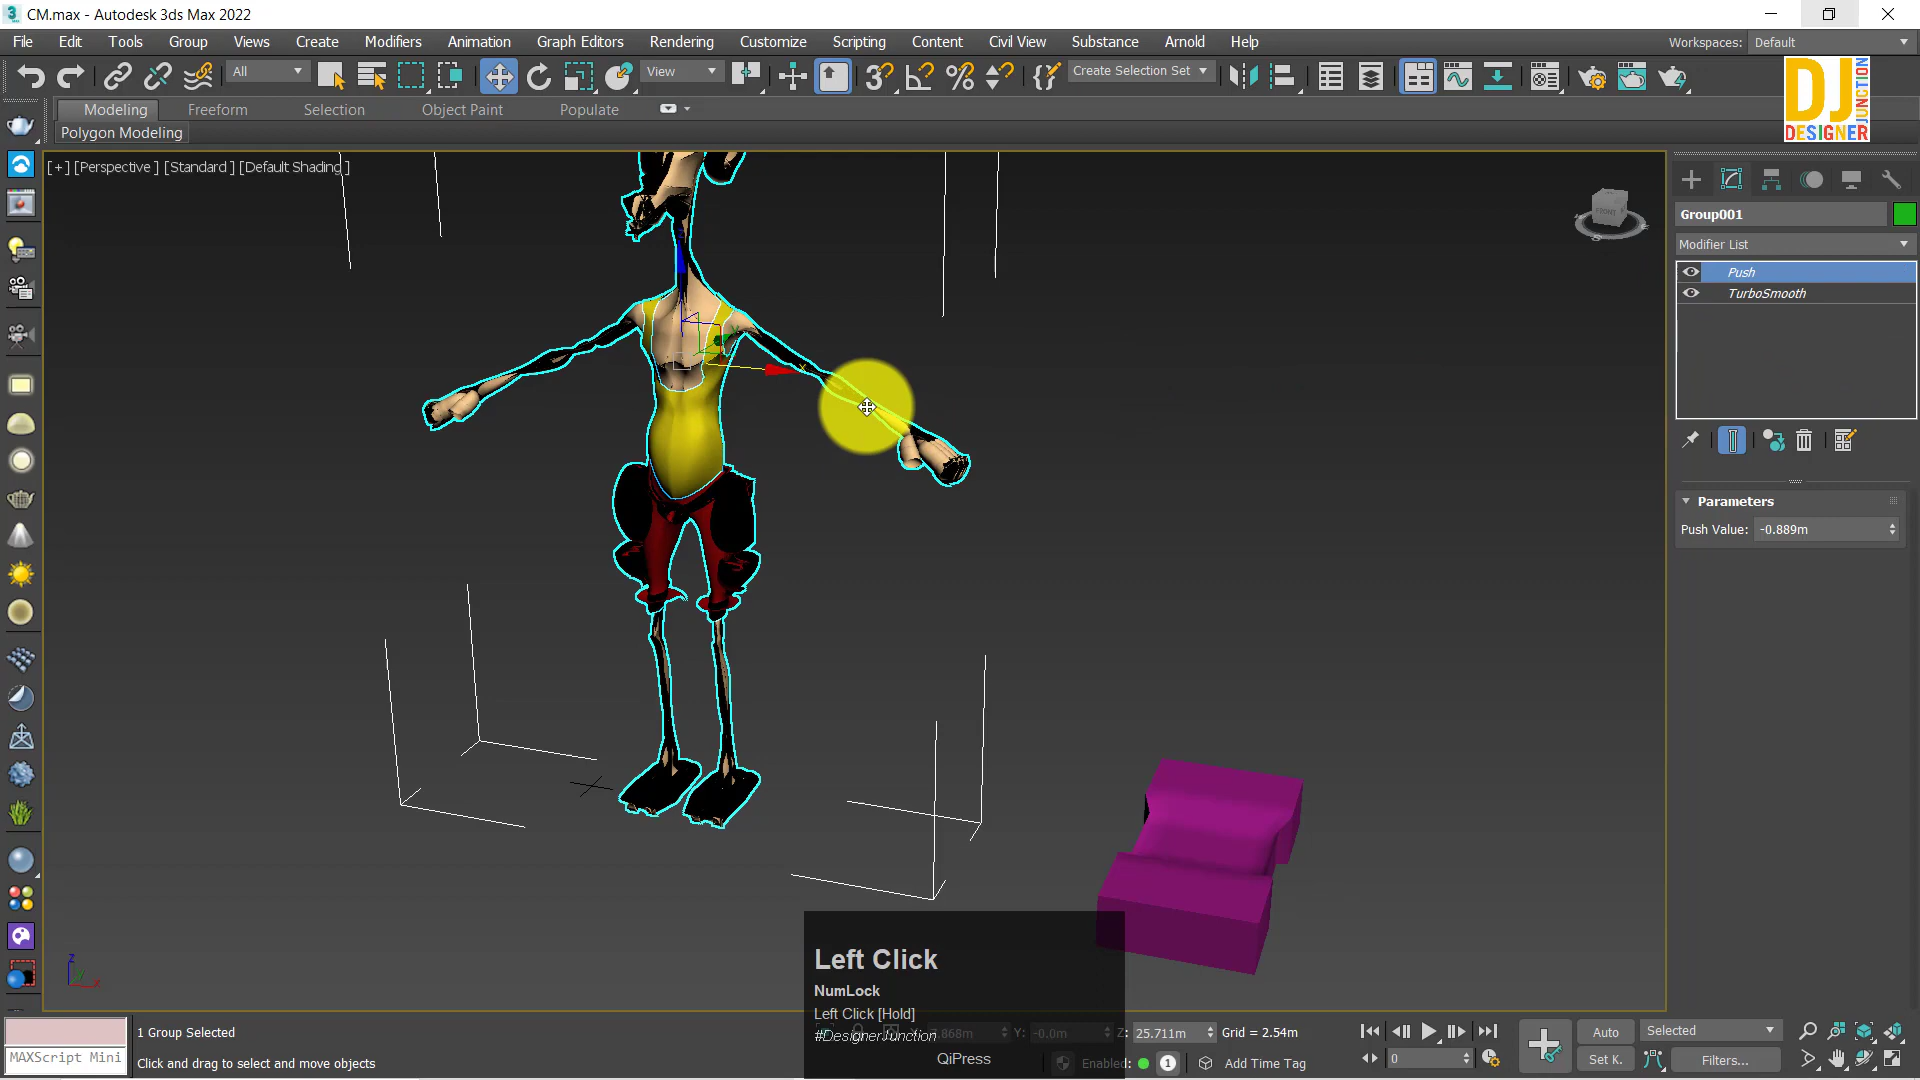 CM.max - Autodesk 3ds Max 2022
File Edit Tools Group Views Create Modifiers Animation Graph Editors Rendering Customize Scripting Content Civil View Substance Arnold Help Workspaces: Default
All View Create Selection Set
DJ JUNCTION
DESIGNER
Modeling Freeform Selection Object Paint Populate
Polygon Modeling
[+] [Perspective ] [Standard ] [Default Shading ]
FRONT
S
Group001
Modifier List
Push
TurboSmooth
Parameters
Push Value: -0.889m
x
z
x
Left Click
NumLock
Left Click [Hold]
#DesignerJunction
QiPress
1 Group Selected
MAXScript Mini
Click and drag to select and move objects
Y: -0.0m Z: 25.711m Grid = 2.54m
Enabled: 1 Add Time Tag
0
Auto Selected
Set K. Filters...